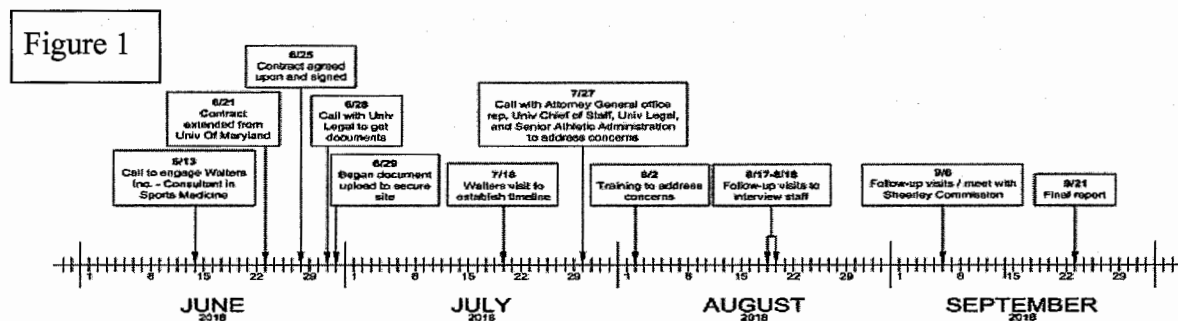 Figure 1
6/25
Contract agreed
upon and signed
6/21
Contract
extended from
Univ Of Maryland
6/28
Call with Univ
Legal to get
documents
7/27
Call with Attorney General office
rep, Univ Chief of Staff, Univ Legal,
and Senior Athletic Administration
to address concerns
6/13
Call to engage Walters
Inc. - Consultant in
Sports Medicine
6/29
Began document
upload to secure
site
7/18
Walters visit to
establish timeline
8/2
Training to address
concerns
8/17-8/18
Follow-up visits to
interview staff
9/6
Follow-up visits / meet with
Sheerley Commission
9/21
Final report
1 8 15 22 29 1 8 15 22 1 8 15 22 29 1 8 15 22
JUNE JULY AUGUST SEPTEMBER
2018 2018 2018 2018